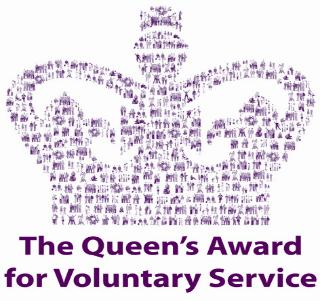 The Queen's Award
for Voluntary Service